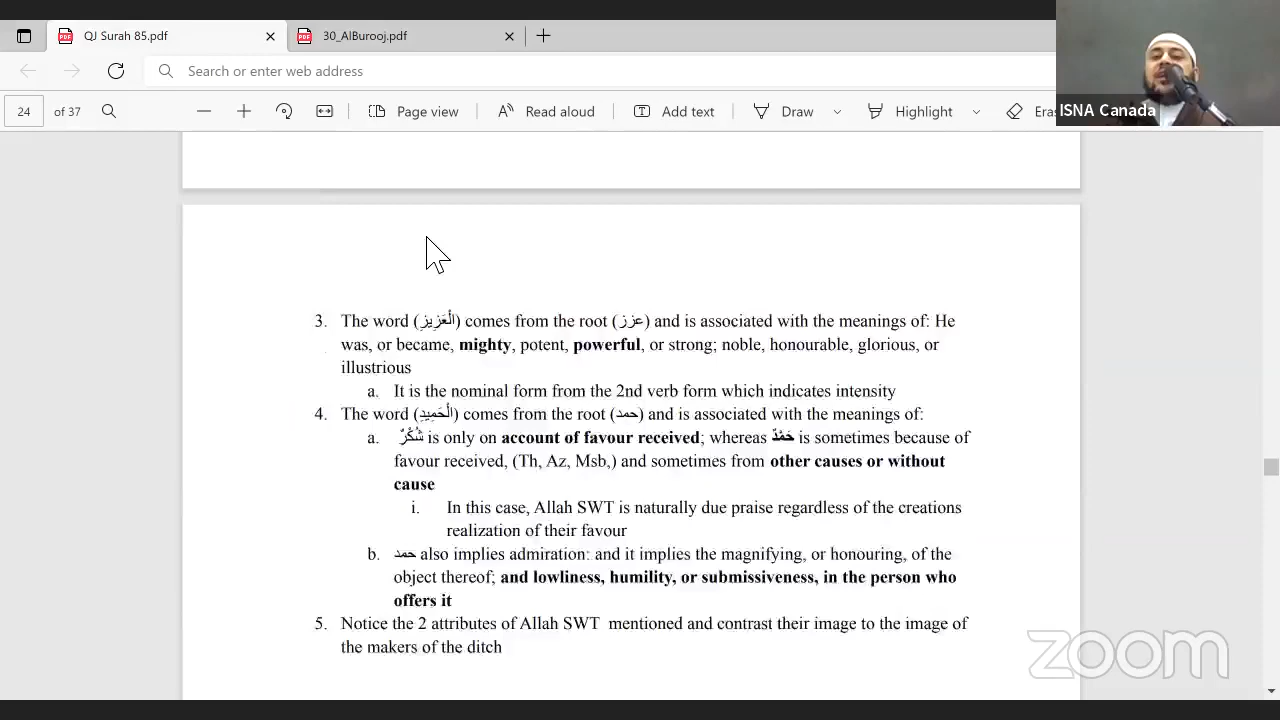 QJ Surah 85.pdf
30_AlBurooj.pdf
Search or enter web address
24 of 37
Page view
Read aloud
Add text
Draw
Highlight
Era
ISNA Canada
3. The word (الْعَزِيزِ) comes from the root (عزز) and is associated with the meanings of: He
was, or became, mighty, potent, powerful, or strong; noble, honourable, glorious, or
illustrious
a. It is the nominal form from the 2nd verb form which indicates intensity
4. The word (الْحَمِيدِ) comes from the root (حمد) and is associated with the meanings of:
a. شُكْرٌ is only on account of favour received; whereas حَمْدٌ is sometimes because of
favour received, (Th, Az, Msb,) and sometimes from other causes or without
cause
i. In this case, Allah SWT is naturally due praise regardless of the creations
realization of their favour
b. حمد also implies admiration: and it implies the magnifying, or honouring, of the
object thereof; and lowliness, humility, or submissiveness, in the person who
offers it
5. Notice the 2 attributes of Allah SWT mentioned and contrast their image to the image of
the makers of the ditch
zoom